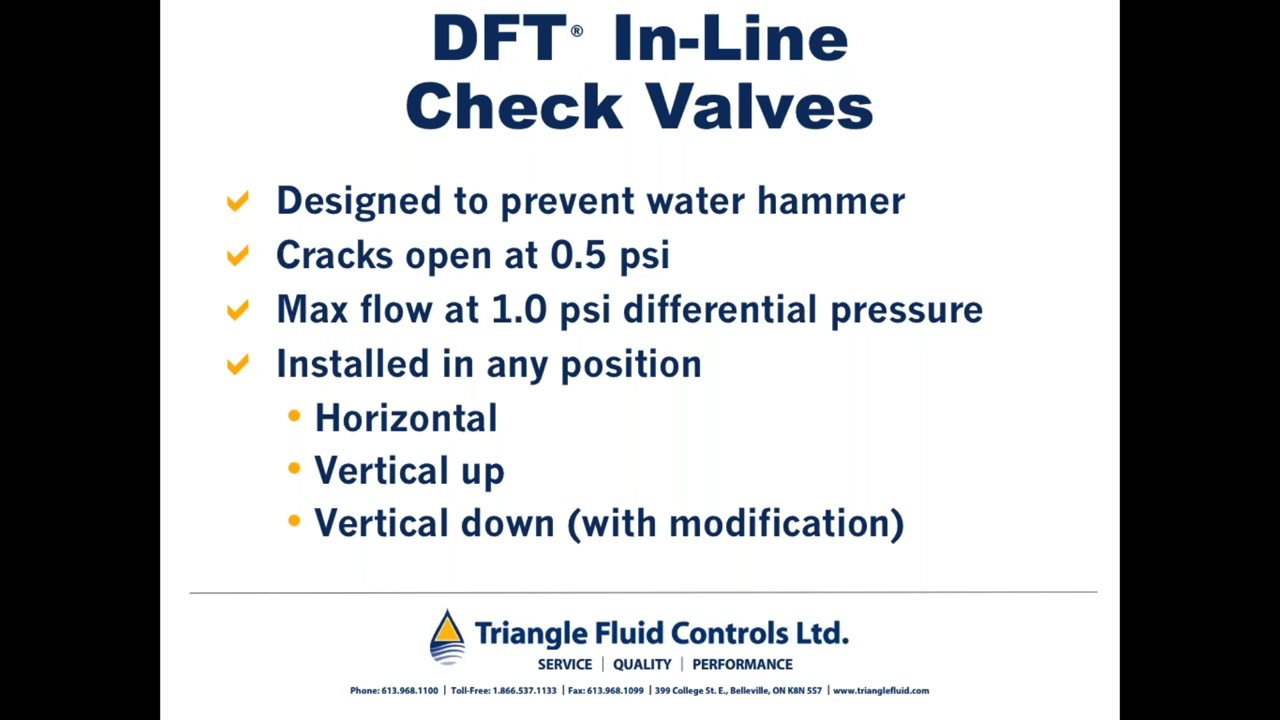 DFT® In-Line
Check Valves
Designed to prevent water hammer
Cracks open at 0.5 psi
Max flow at 1.0 psi differential pressure
Installed in any position
• Horizontal
• Vertical up
• Vertical down (with modification)
Triangle Fluid Controls Ltd.
SERVICE | QUALITY | PERFORMANCE
Phone: 613.968.1100 | Toll-Free: 1.866.537.1133 | Fax: 613.968.1099 | 399 College St. E., Belleville, ON K8N 5S7 | www.trianglefluid.com